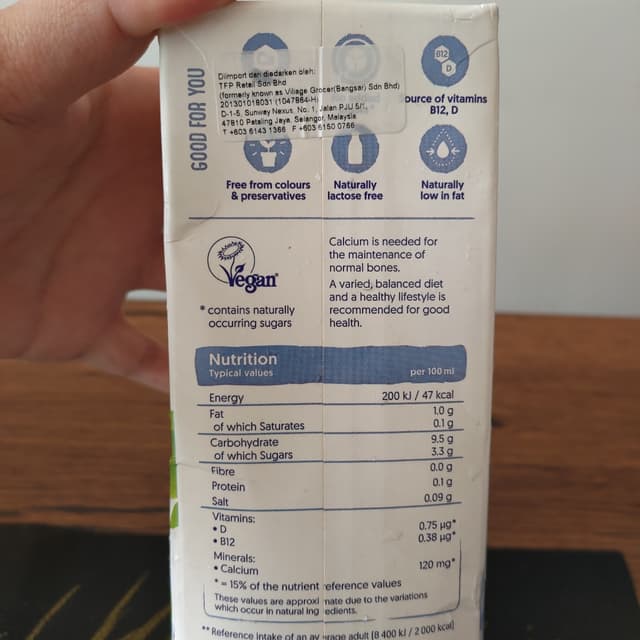 GOOD FOR YOU
Diimport dan diedarkan oleh:
TFP Retail Sdn Bhd
(formerly known as Village Grocer(Bangsar) Sdn Bhd)
201301018031 (1047864-H)
D-1-5, Sunway Nexus, No. 1, Jalan PJU 5/1,
47810 Petaling Jaya, Selangor, Malaysia
T +603 6143 1366 F +603 6150 0766
B12
D
ource of vitamins
B12, D
Free from colours
& preservatives
Naturally
lactose free
Naturally
low in fat
Vegan
* contains naturally
occurring sugars
Calcium is needed for
the maintenance of
normal bones.
A varied, balanced diet
and a healthy lifestyle is
recommended for good
health.
Nutrition
Typical values per 100 ml
Energy 200 kJ / 47 kcal
Fat 1.0 g
of which Saturates 0.1 g
Carbohydrate 9.5 g
of which Sugars 3.3 g
Fibre 0.0 g
Protein 0.1 g
Salt 0.09 g
Vitamins:
• D 0.75 µg*
• B12 0.38 µg*
Minerals:
• Calcium 120 mg*
* = 15% of the nutrient reference values
These values are approximate due to the variations
which occur in natural ingredients.
** Reference intake of an average adult (8 400 kJ / 2 000 kcal)